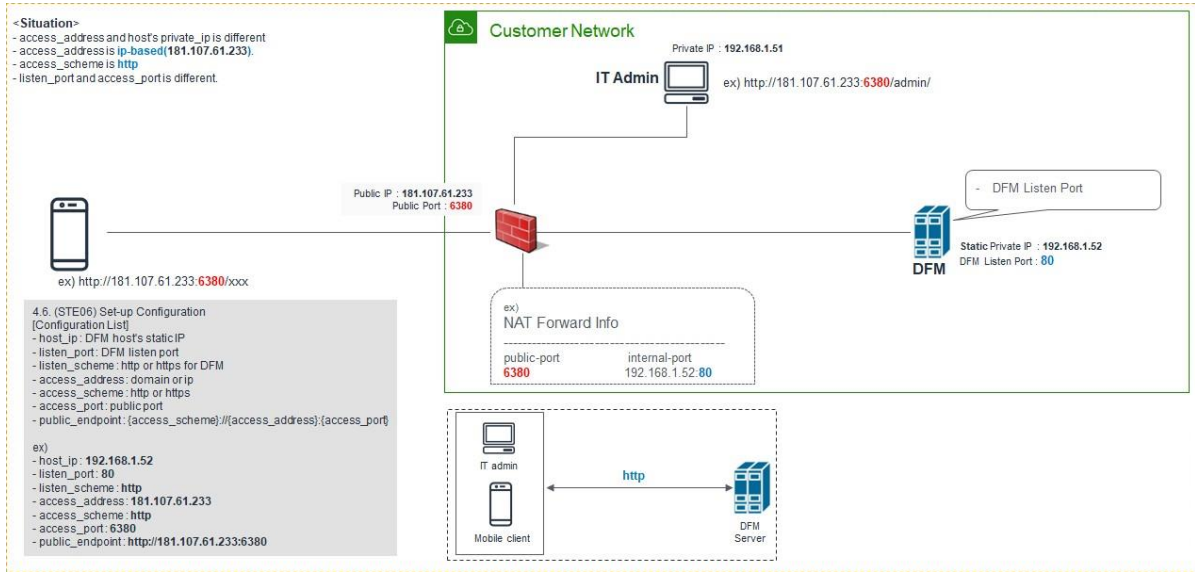 <Situation>
- access_address and host's private_ip is different
- access_address is ip-based(181.107.61.233).
- access_scheme is http
- listen_port and access_port is different.
Customer Network
Private IP : 192.168.1.51
IT Admin
ex) http://181.107.61.233:6380/admin/
Public IP : 181.107.61.233
Public Port : 6380
- DFM Listen Port
Static Private IP : 192.168.1.52
DFM Listen Port : 80
DFM
ex) http://181.107.61.233:6380/xxx
ex)
NAT Forward Info
public-port internal-port
6380 192.168.1.52:80
4.6. (STE06) Set-up Configuration
[Configuration List]
- host_ip : DFM host's static IP
- listen_port : DFM listen port
- listen_scheme : http or https for DFM
- access_address : domain or ip
- access_scheme : http or https
- access_port : public port
- public_endpoint : {access_scheme}://{access_address}:{access_port}
ex)
- host_ip : 192.168.1.52
- listen_port : 80
- listen_scheme : http
- access_address : 181.107.61.233
- access_scheme : http
- access_port : 6380
- public_endpoint : http://181.107.61.233:6380
IT admin
Mobile client
http
DFM
Server